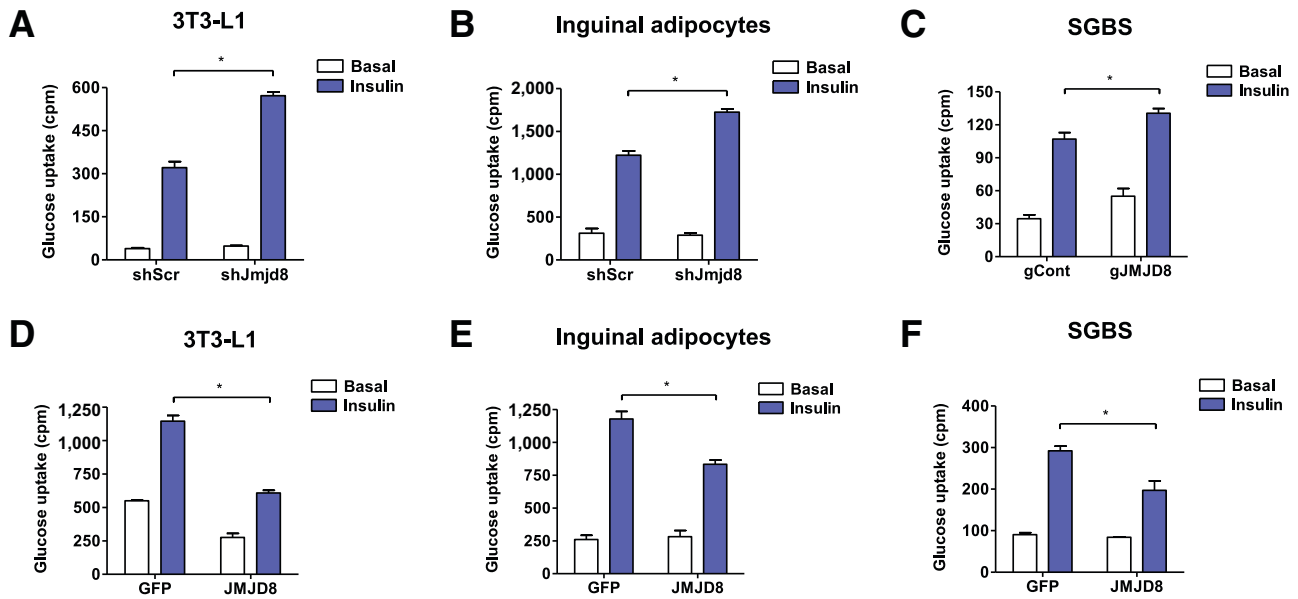 A
3T3-L1
Basal
Insulin
*
Glucose uptake (cpm)
600
450
300
150
0
shScr
shJmjd8
B
Inguinal adipocytes
Basal
Insulin
*
Glucose uptake (cpm)
2,000
1,500
1,000
500
0
shScr
shJmjd8
C
SGBS
Basal
Insulin
*
Glucose uptake (cpm)
150
120
90
60
30
0
gCont
gJMJD8
D
3T3-L1
Basal
Insulin
*
Glucose uptake (cpm)
1,250
1,000
750
500
250
0
GFP
JMJD8
E
Inguinal adipocytes
Basal
Insulin
*
Glucose uptake (cpm)
1,250
1,000
750
500
250
0
GFP
JMJD8
F
SGBS
Basal
Insulin
*
Glucose uptake (cpm)
400
300
200
100
0
GFP
JMJD8